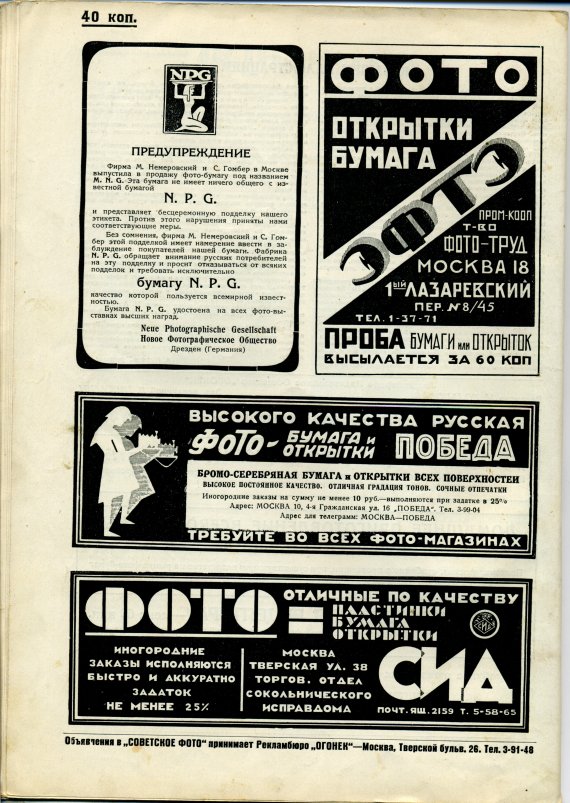 40 коп.
NPG
ПРЕДУПРЕЖДЕНИЕ
Фирма М. Немеровский и С. Гомбер в Москве
выпустила в продажу фото-бумагу под названием
M. N. G. Эта бумага не имеет ничего общего с из-
вестной бумагой
N. P. G.
и представляет бесцеремонную подделку нашего
этикета. Против этого нарушения приняты нами
соответствующие меры.
Без сомнения, фирма М. Немеровский и С. Гом-
бер этой подделкой имеет намерение ввести в за-
блуждение покупателей нашей бумаги. Фабрика
N. P. G. обращает внимание русских потребителей
на эту подделку и просит отказываться от всяких
подделок и требовать исключительно
бумагу N. P. G.
качество которой пользуется всемирной извест-
ностью.
Бумага N. P. G. удостоена на всех фото-выс-
тавках высших наград.
Neue Photographische Gesellschaft
Новое Фотографическое Общество
Дрезден (Германия)
ФОТО
ОТКРЫТКИ
БУМАГА
ЭФТЭ
ПРОМ-КООП
Т-ВО
ФОТО-ТРУД
МОСКВА 18
1ый ЛАЗАРЕВСКИЙ
ПЕР. № 8/45
ТЕЛ. 1-37-71
ПРОБА БУМАГИ или ОТКРЫТОК
ВЫСЫЛАЕТСЯ ЗА 60 КОП
ВЫСОКОГО КАЧЕСТВА РУССКАЯ
ФОТО-БУМАГА и ОТКРЫТКИ ПОБЕДА
БРОМО-СЕРЕБРЯНАЯ БУМАГА и ОТКРЫТКИ ВСЕХ ПОВЕРХНОСТЕЙ
ВЫСОКОЕ ПОСТОЯННОЕ КАЧЕСТВО. ОТЛИЧНАЯ ГРАДАЦИЯ ТОНОВ. СОЧНЫЕ ОТПЕЧАТКИ
Иногородние заказы на сумму не менее 10 руб.—выполняются при задатке в 25%
Адрес: МОСКВА 10, 4-я Гражданская ул. 16 „ПОБЕДА". Тел. 3-99-04
Адрес для телеграмм: МОСКВА—ПОБЕДА
ТРЕБУЙТЕ ВО ВСЕХ ФОТО-МАГАЗИНАХ
ФОТО
ОТЛИЧНЫЕ ПО КАЧЕСТВУ
=
ПЛАСТИНКИ
БУМАГА
ОТКРЫТКИ
ИНОГОРОДНИЕ
ЗАКАЗЫ ИСПОЛНЯЮТСЯ
БЫСТРО И АККУРАТНО
ЗАДАТОК
НЕ МЕНЕЕ 25%
МОСКВА
ТВЕРСКАЯ УЛ. 38
ТОРГОВ. ОТДЕЛ
СОКОЛЬНИЧЕСКОГО
ИСПРАВДОМА
СИД
ПОЧТ. ЯЩ. 2159 Т. 5-58-65
Объявления в „СОВЕТСКОЕ ФОТО" принимает Рекламбюро „ОГОНЕК"—Москва, Тверской бульв. 26. Тел. 3-91-48